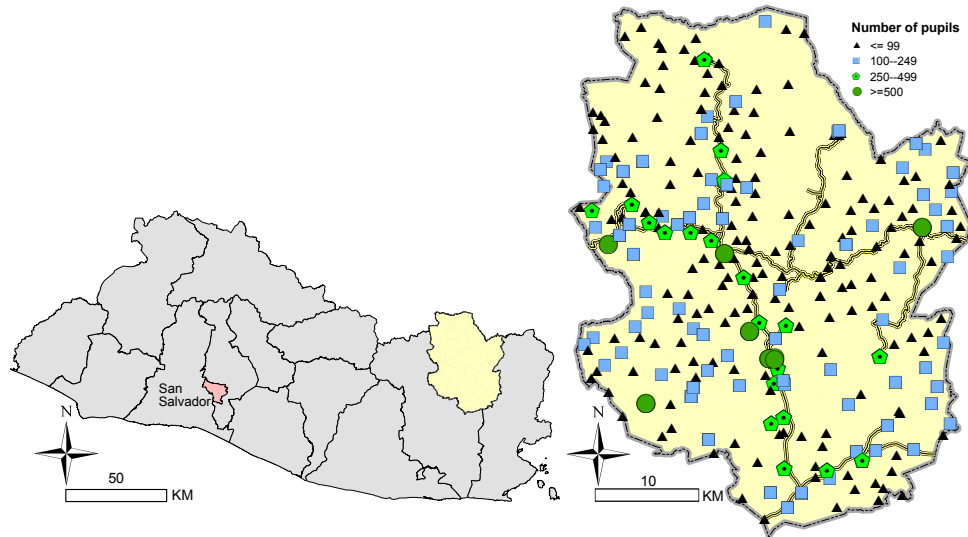 San
Salvador
N
50
KM
Number of pupils
<= 99
100--249
250--499
>=500
N
10
KM